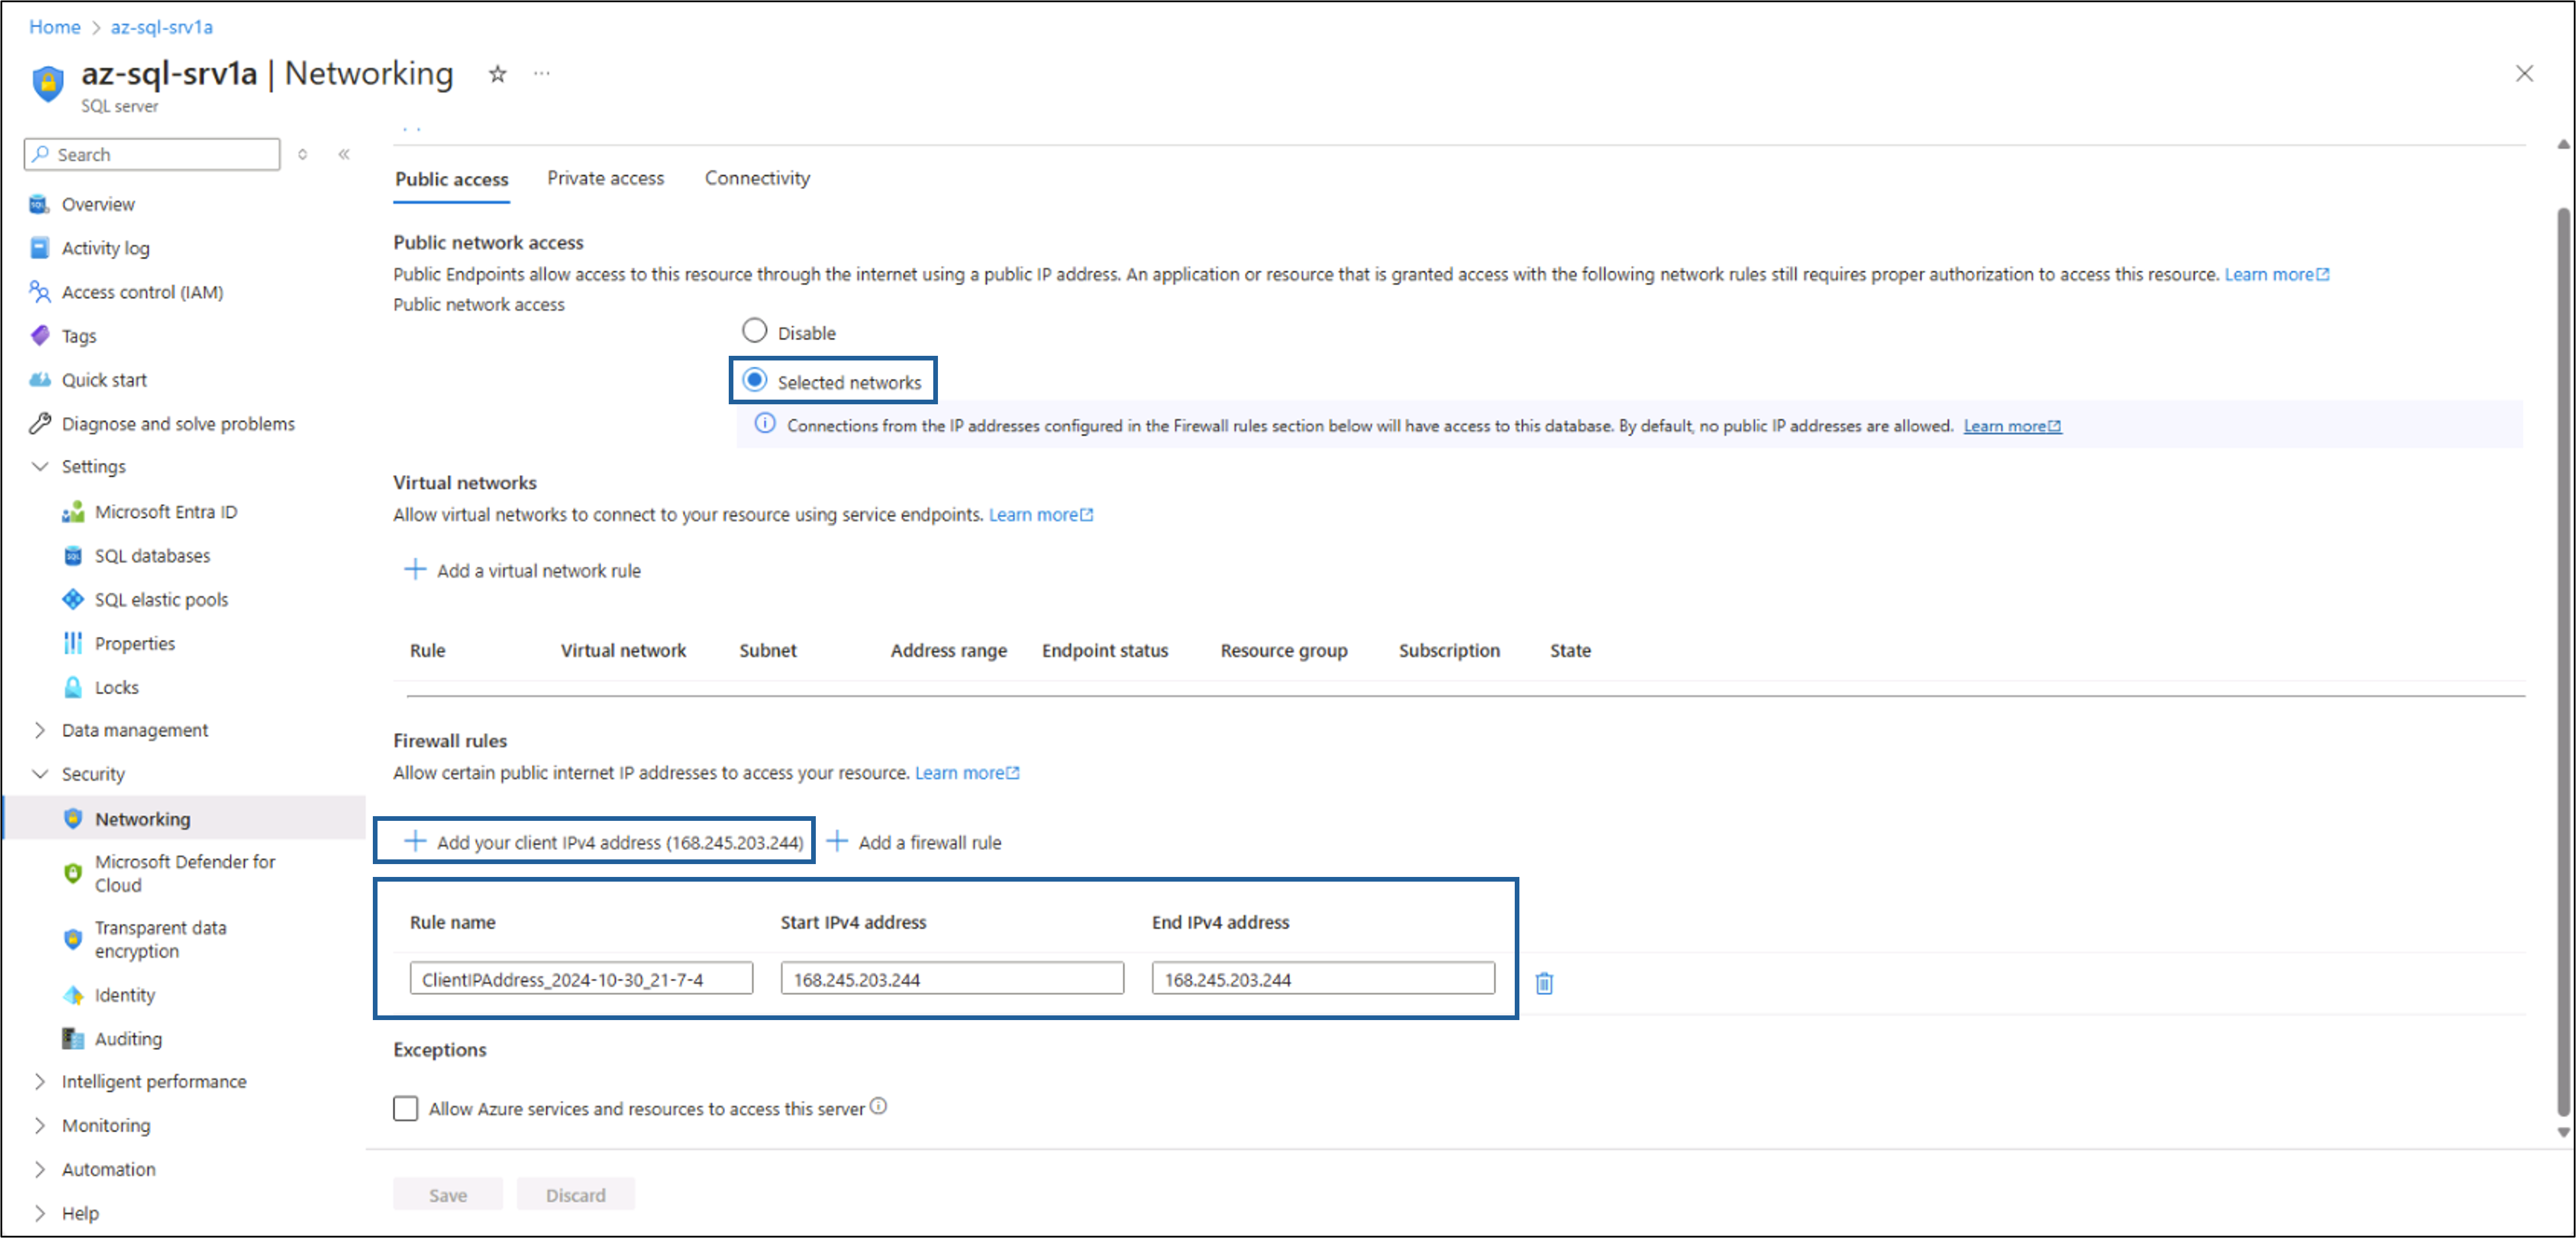 Home > az-sql-srv1a
az-sql-srv1a | Networking ☆ ...
SQL server
Search
Overview
Activity log
Access control (IAM)
Tags
Quick start
Diagnose and solve problems
Settings
Microsoft Entra ID
SQL databases
SQL elastic pools
Properties
Locks
Data management
Security
Networking
Microsoft Defender for
Cloud
Transparent data
encryption
Identity
Auditing
Intelligent performance
Monitoring
Automation
Help
Public access Private access Connectivity
Public network access
Public Endpoints allow access to this resource through the internet using a public IP address. An application or resource that is granted access with the following network rules still requires proper authorization to access this resource. Learn more
Public network access
Disable
Selected networks
Connections from the IP addresses configured in the Firewall rules section below will have access to this database. By default, no public IP addresses are allowed. Learn more
Virtual networks
Allow virtual networks to connect to your resource using service endpoints. Learn more
+ Add a virtual network rule
Rule Virtual network Subnet Address range Endpoint status Resource group Subscription State
Firewall rules
Allow certain public internet IP addresses to access your resource. Learn more
+ Add your client IPv4 address (168.245.203.244) + Add a firewall rule
Rule name Start IPv4 address End IPv4 address
ClientIPAddress_2024-10-30_21-7-4 168.245.203.244 168.245.203.244
Exceptions
Allow Azure services and resources to access this server
Save Discard